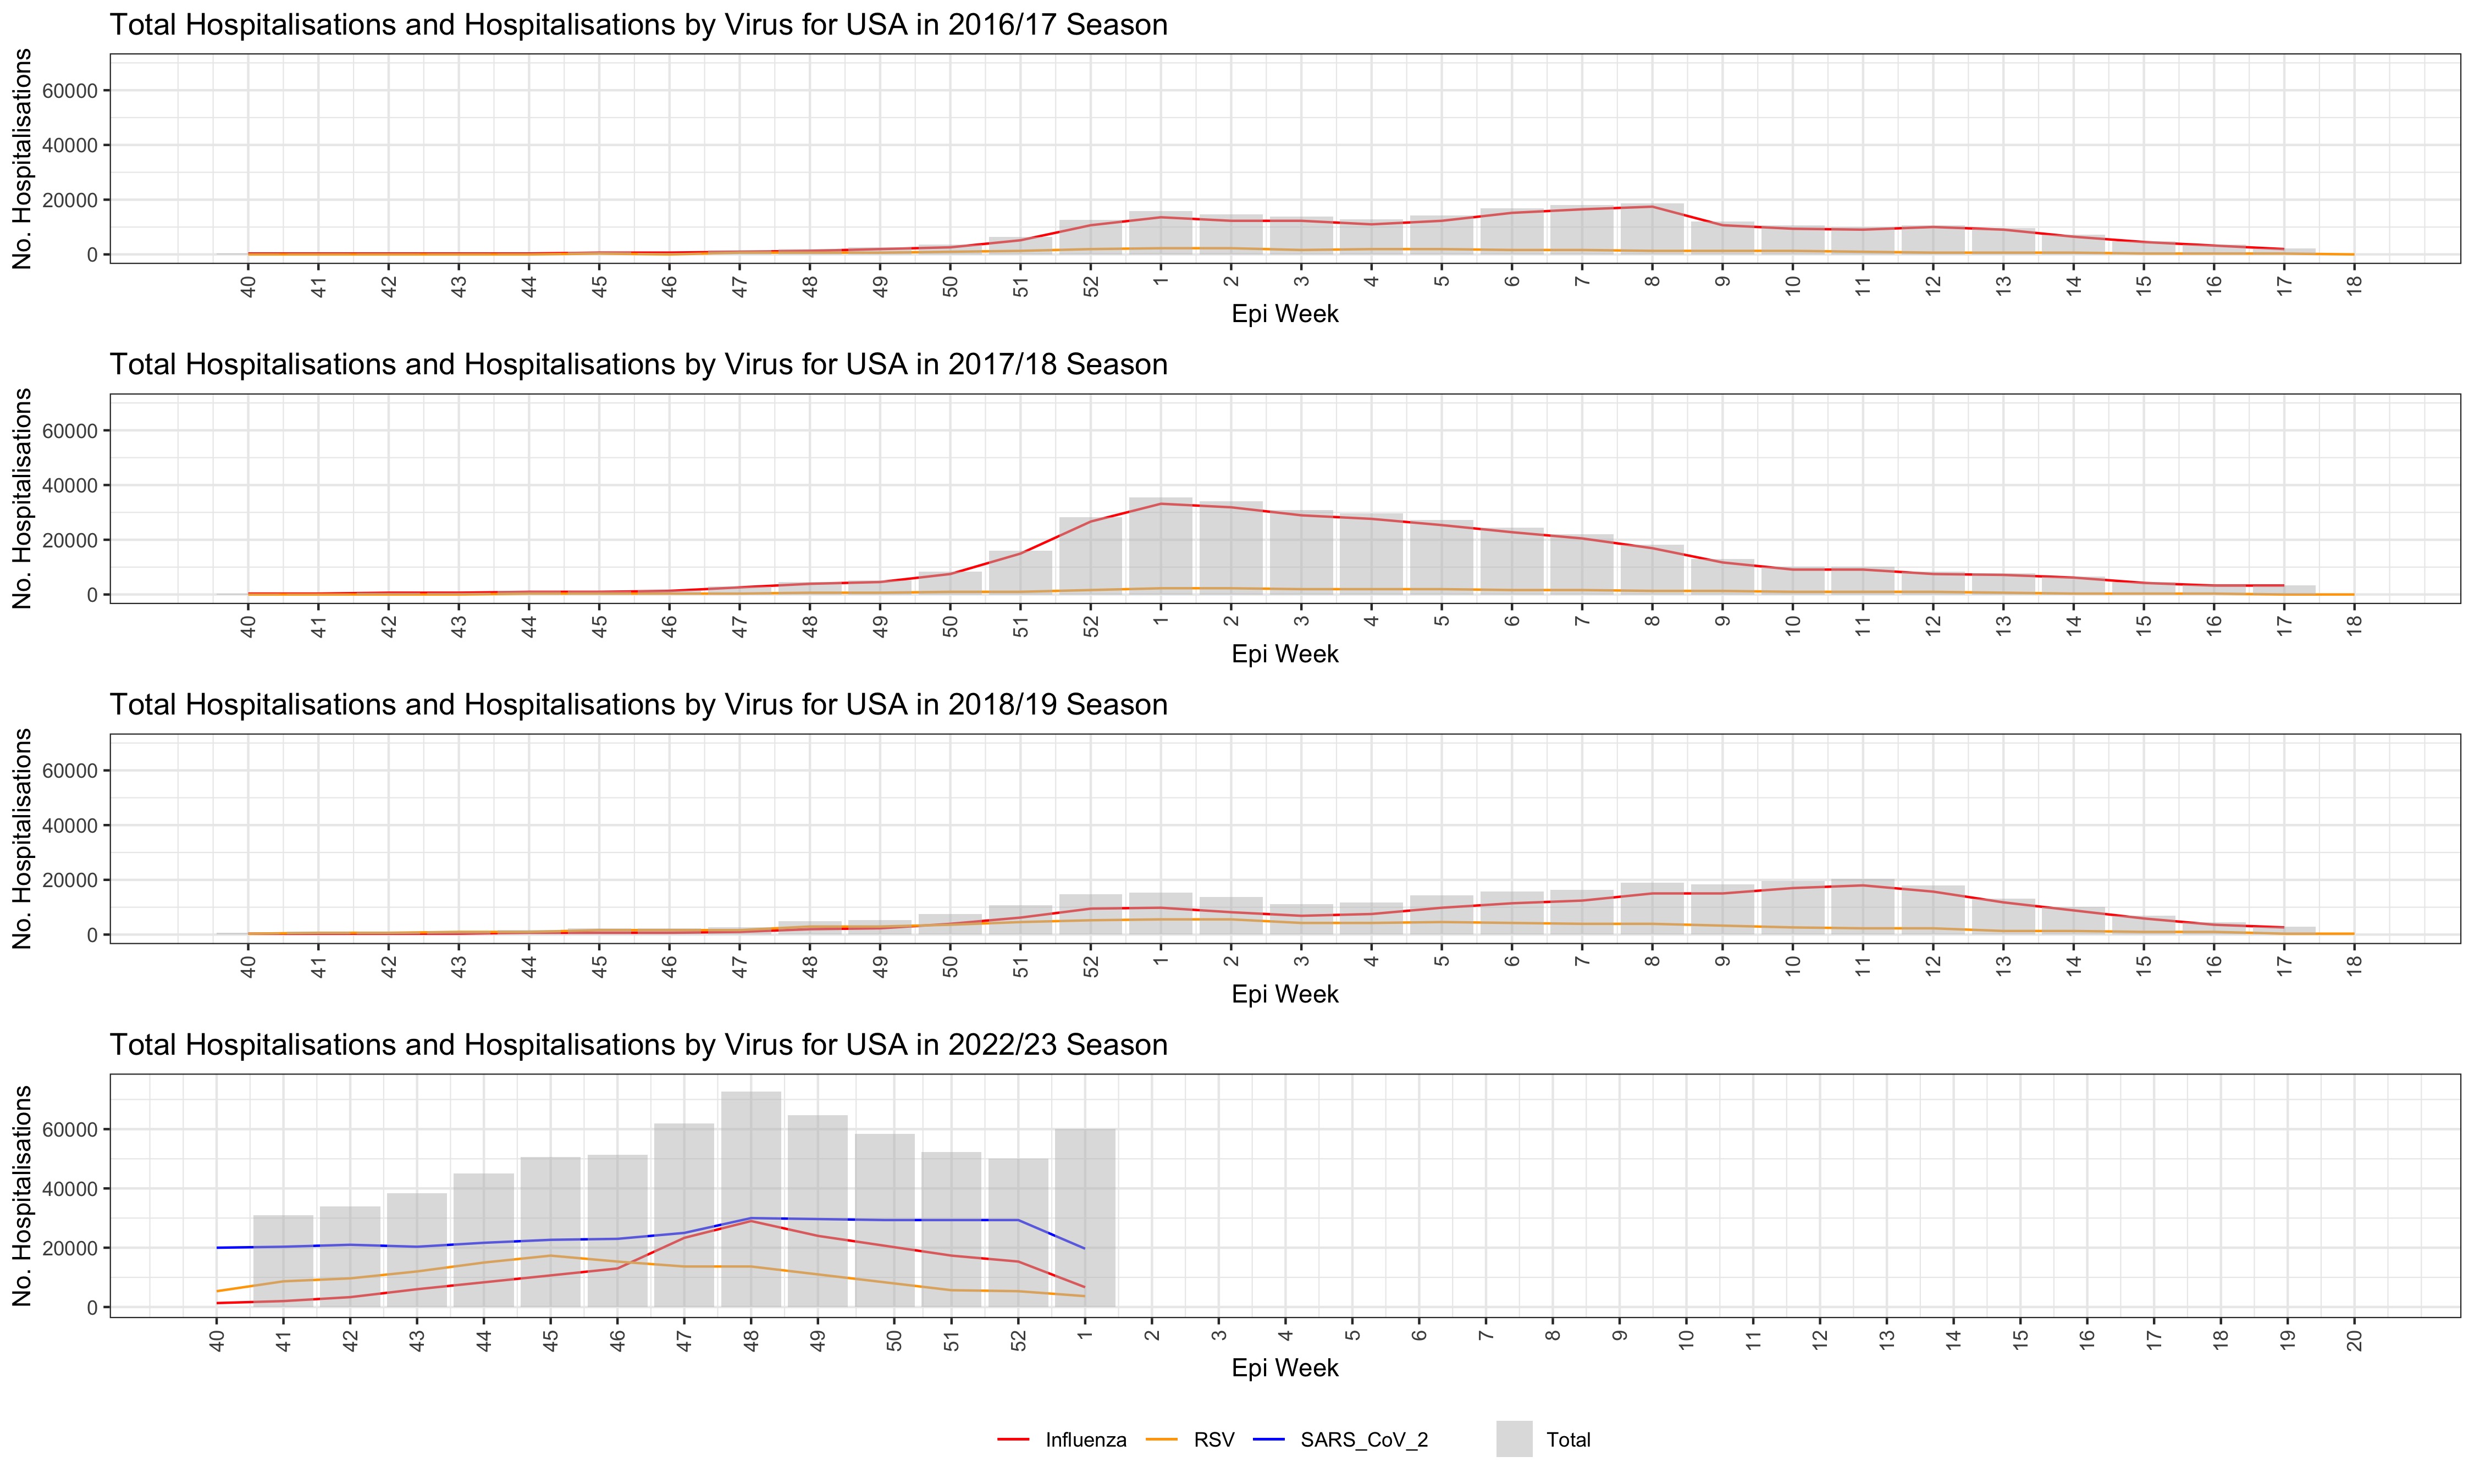 Total Hospitalisations and Hospitalisations by Virus for USA in 2016/17 Season
No. Hospitalisations
60000
40000
20000
0
40 41 42 43 44 45 46 47 48 49 50 51 52 1 2 3 4 5 6 7 8 9 10 11 12 13 14 15 16 17 18
Epi Week
Total Hospitalisations and Hospitalisations by Virus for USA in 2017/18 Season
No. Hospitalisations
60000
40000
20000
0
40 41 42 43 44 45 46 47 48 49 50 51 52 1 2 3 4 5 6 7 8 9 10 11 12 13 14 15 16 17 18
Epi Week
Total Hospitalisations and Hospitalisations by Virus for USA in 2018/19 Season
No. Hospitalisations
60000
40000
20000
0
40 41 42 43 44 45 46 47 48 49 50 51 52 1 2 3 4 5 6 7 8 9 10 11 12 13 14 15 16 17 18
Epi Week
Total Hospitalisations and Hospitalisations by Virus for USA in 2022/23 Season
No. Hospitalisations
60000
40000
20000
0
40 41 42 43 44 45 46 47 48 49 50 51 52 1 2 3 4 5 6 7 8 9 10 11 12 13 14 15 16 17 18 19 20
Epi Week
Influenza RSV SARS_CoV_2 Total